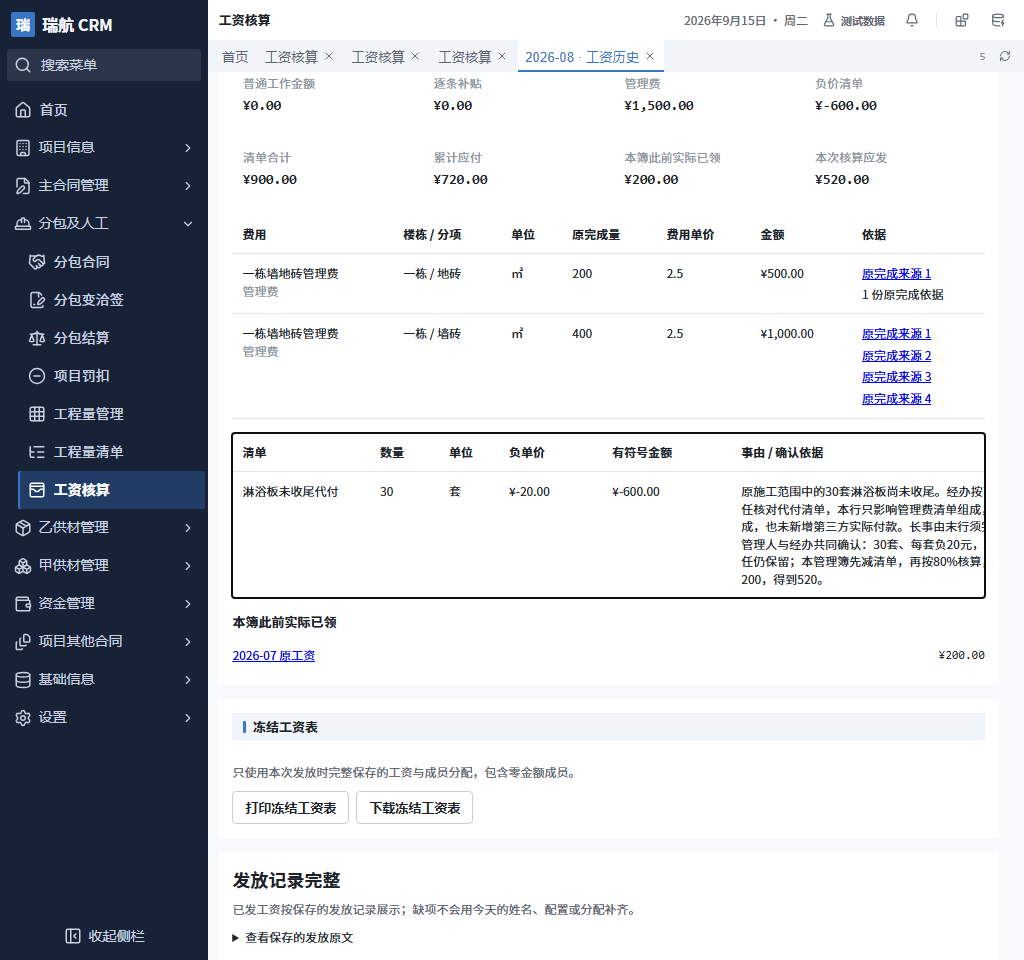 瑞 瑞航 CRM
搜索菜单
首页
项目信息
主合同管理
分包及人工
分包合同
分包变洽签
分包结算
项目罚扣
工程量管理
工程量清单
工资核算
乙供材管理
甲供材管理
资金管理
项目其他合同
基础信息
设置
收起侧栏
工资核算
2026年9月15日 · 周二 测试数据
首页 工资核算 × 工资核算 × 工资核算 × 2026-08 · 工资历史 × 5
普通工作金额 逐条补贴 管理费 负价清单
¥0.00 ¥0.00 ¥1,500.00 ¥-600.00
清单合计 累计应付 本簿此前实际已领 本次核算应发
¥900.00 ¥720.00 ¥200.00 ¥520.00
费用 楼栋 / 分项 单位 原完成量 费用单价 金额 依据
一栋墙地砖管理费 一栋 / 地砖 ㎡ 200 2.5 ¥500.00 原完成来源 1
管理费 1 份原完成依据
一栋墙地砖管理费 一栋 / 墙砖 ㎡ 400 2.5 ¥1,000.00 原完成来源 1
管理费 原完成来源 2
原完成来源 3
原完成来源 4
清单 数量 单位 负单价 有符号金额 事由 / 确认依据
淋浴板未收尾代付 30 套 ¥-20.00 ¥-600.00 原施工范围中的30套淋浴板尚未收尾。经办按
任核对代付清单，本行只影响管理费清单组成，
成，也未新增第三方实际付款。长事由末行须
管理人与经办共同确认：30套、每套负20元，
任仍保留；本管理簿先减清单，再按80%核算，
200，得到520。
本簿此前实际已领
2026-07 原工资 ¥200.00
冻结工资表
只使用本次发放时完整保存的工资与成员分配，包含零金额成员。
打印冻结工资表 下载冻结工资表
发放记录完整
已发工资按保存的发放记录展示；缺项不会用今天的姓名、配置或分配补齐。
查看保存的发放原文